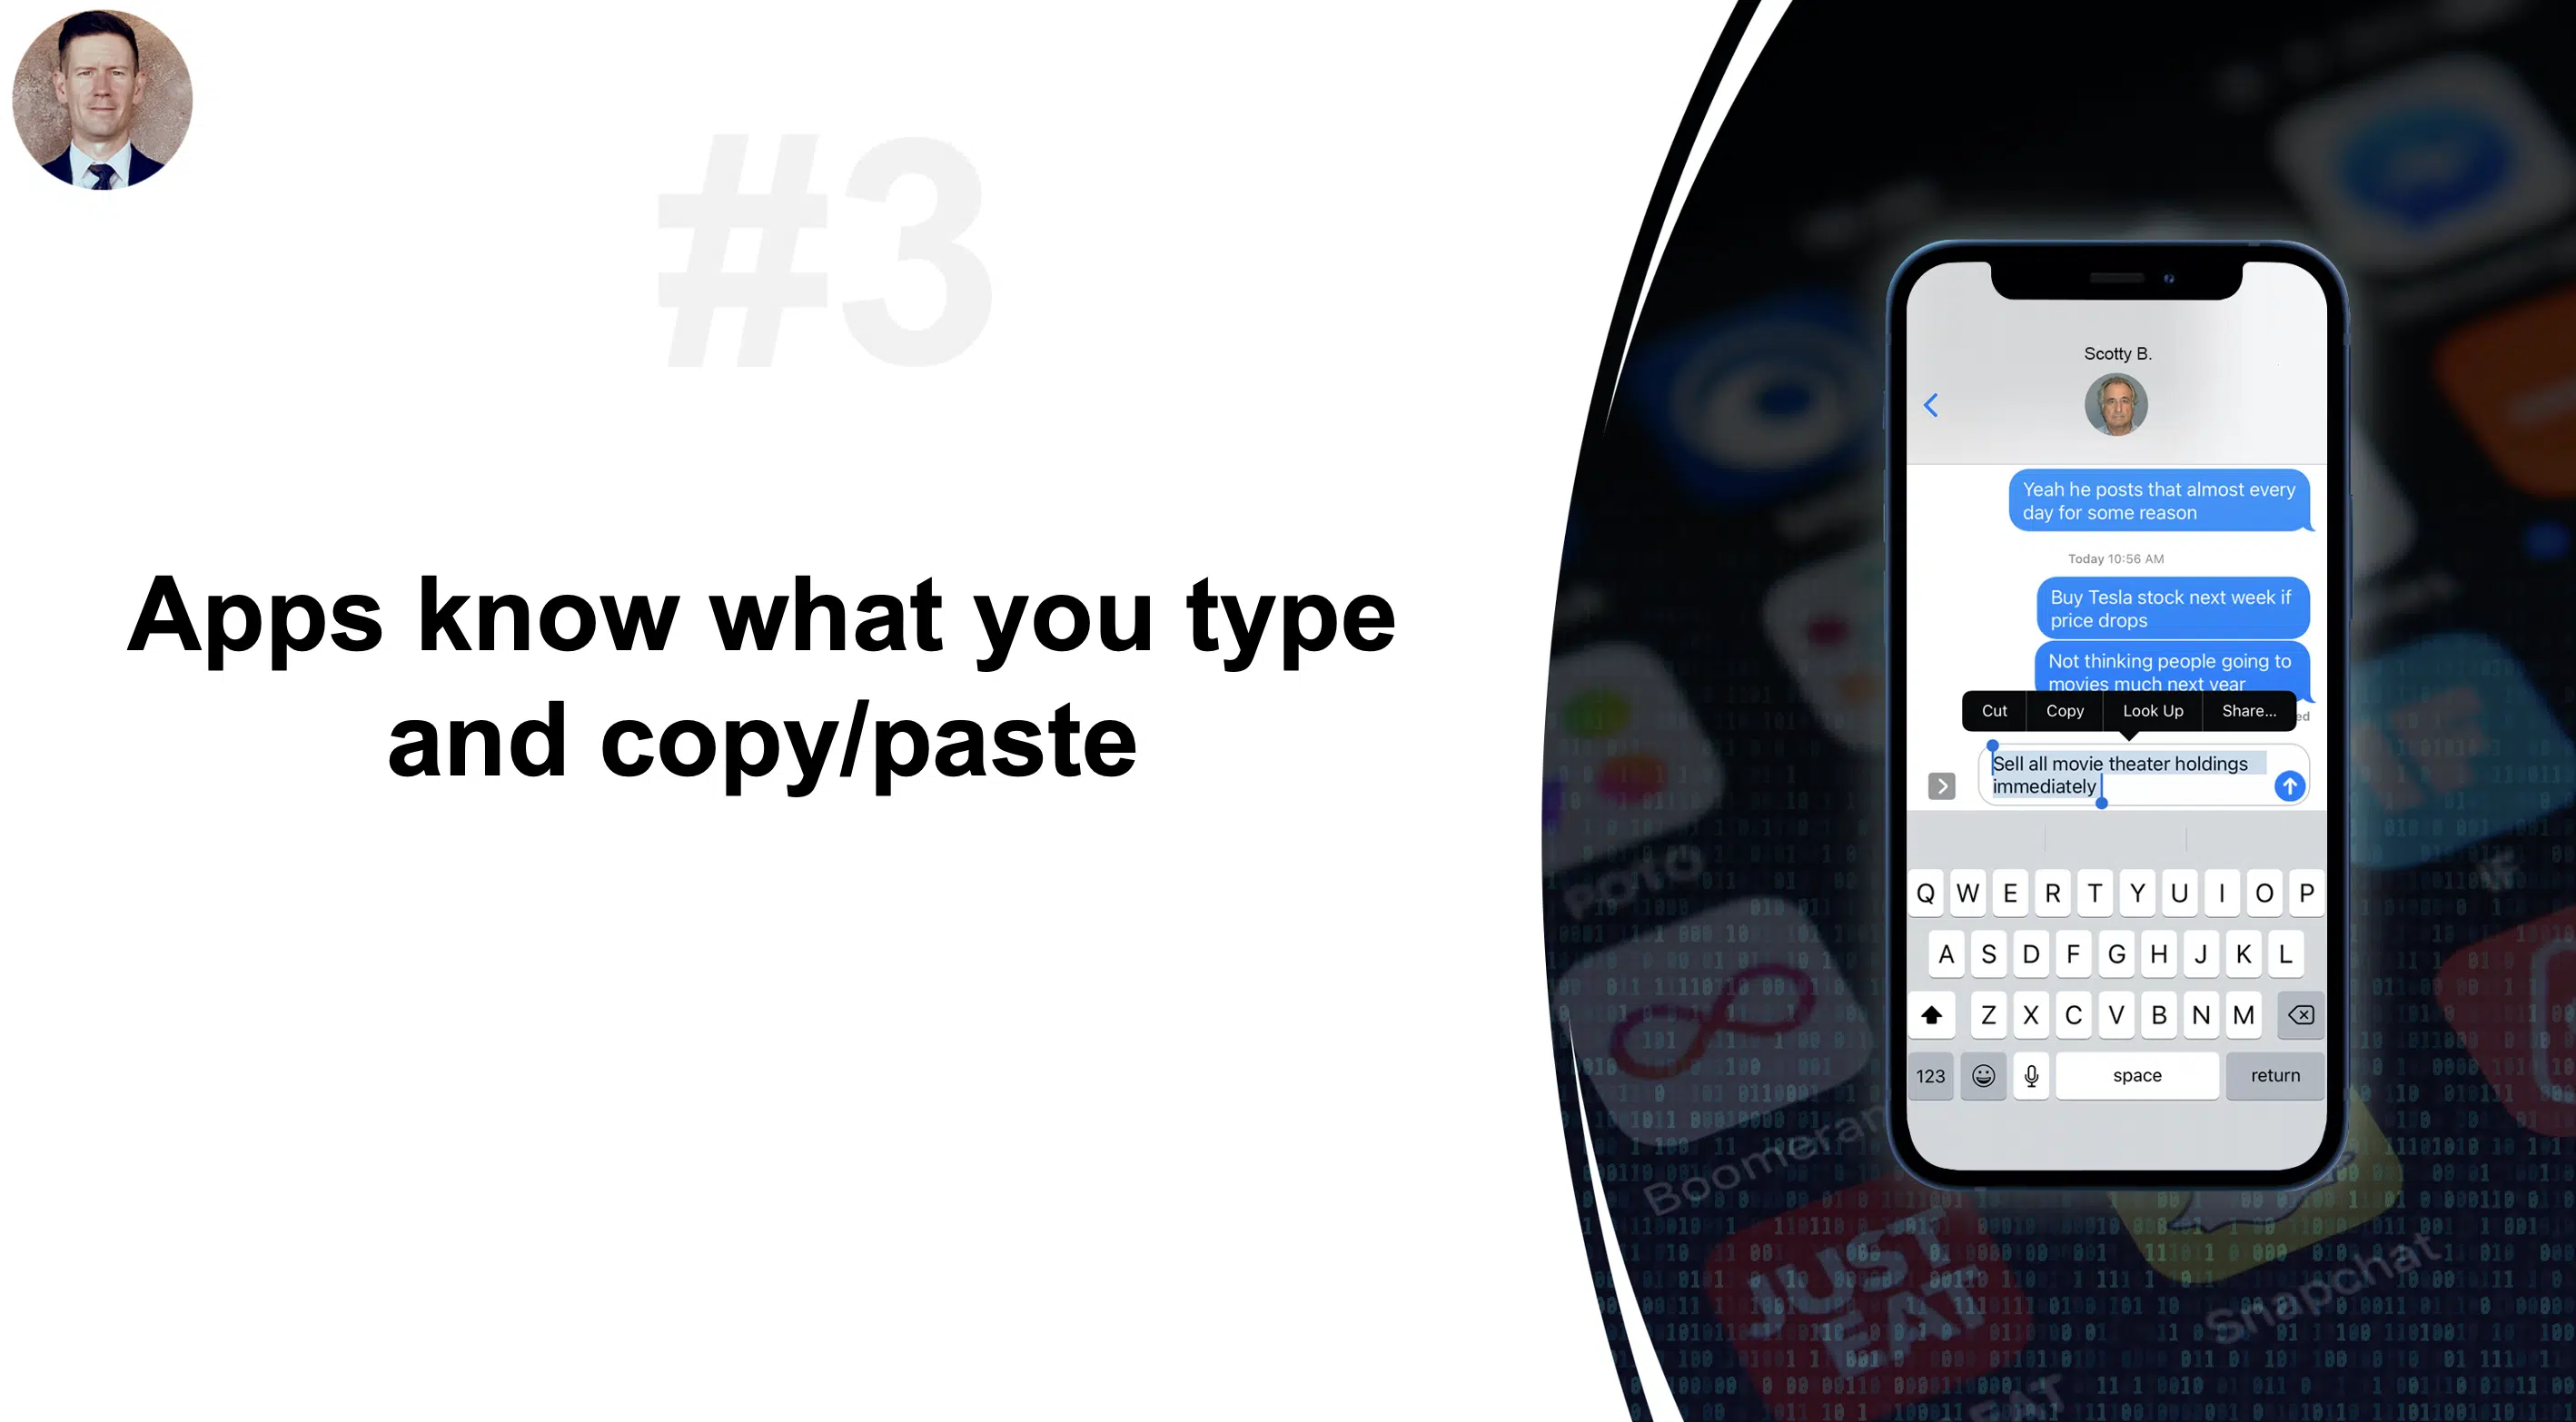 #3
Apps know what you type
and copy/paste
Scotty B.
Yeah he posts that almost every
day for some reason
Today 10:56 AM
Buy Tesla stock next week if
price drops
Not thinking people going to
movies much next year
Cut Copy Look Up Share...
Sell all movie theater holdings
immediately
Q W E R T Y U I O P
A S D F G H J K L
Z X C V B N M
123 space return
Boomeran
JUST
EAT
Snapchat
EAT